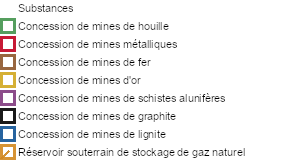 Substances
Concession de mines de houille
Concession de mines métalliques
Concession de mines de fer
Concession de mines d'or
Concession de mines de schistes alunifères
Concession de mines de graphite
Concession de mines de lignite
Réservoir souterrain de stockage de gaz naturel